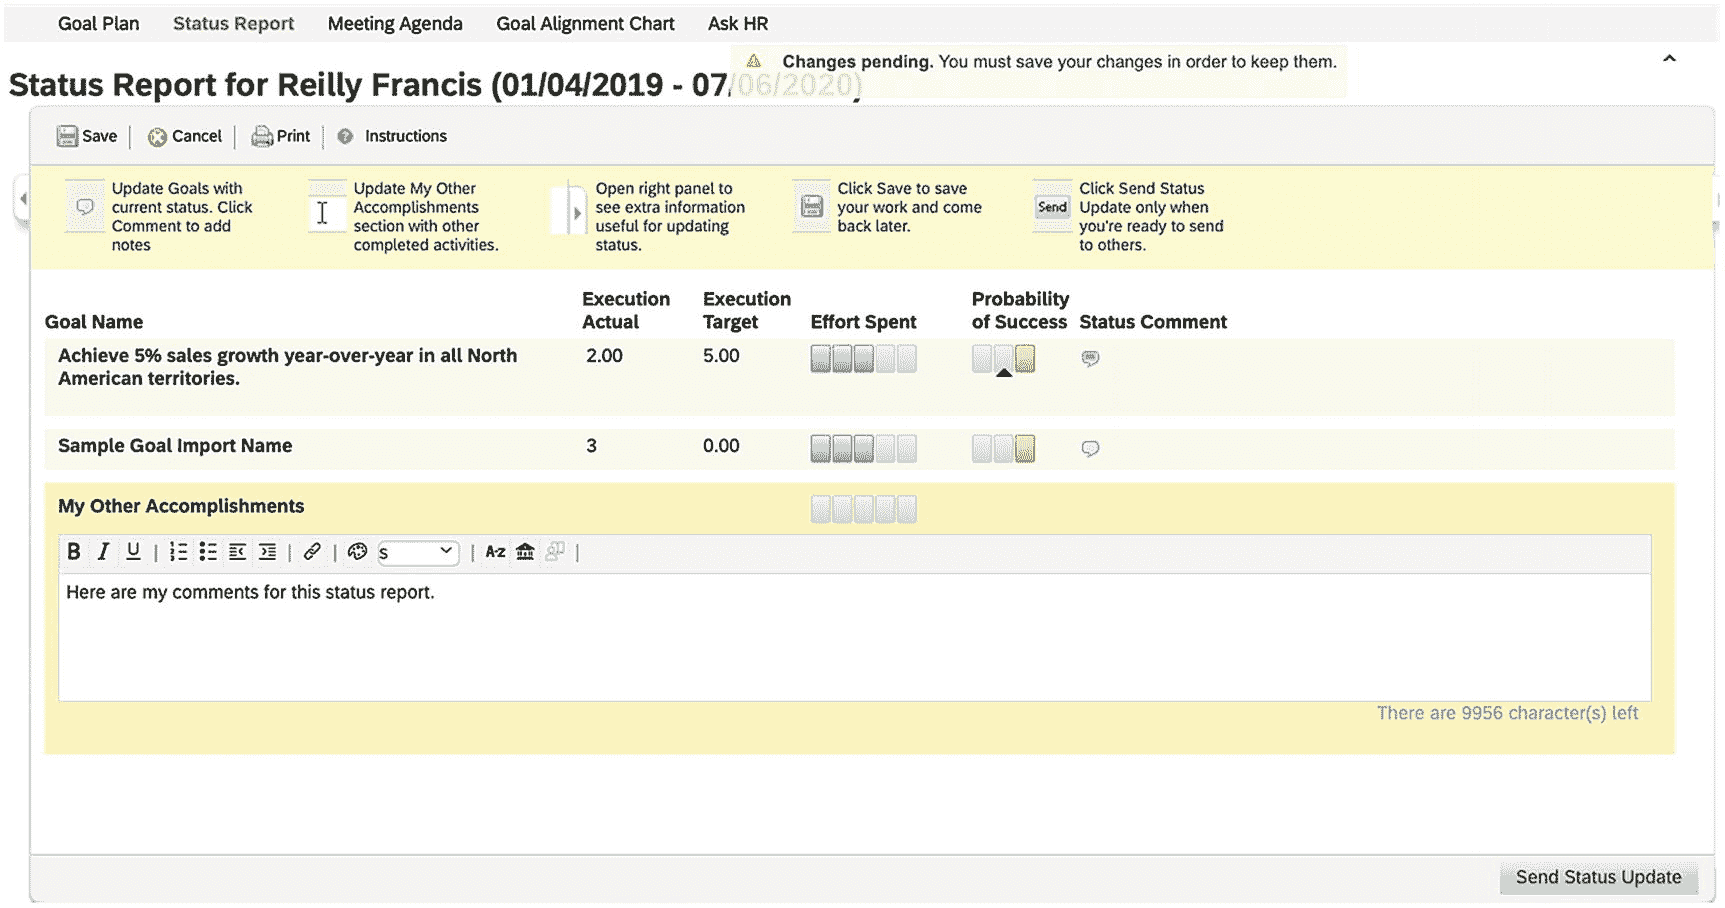 Goal Plan Status Report Meeting Agenda Goal Alignment Chart Ask HR
Changes pending. You must save your changes in order to keep them.
Status Report for Reilly Francis (01/04/2019 - 07/06/2020)
Save | Cancel | Print | Instructions
Update Goals with
current status. Click
Comment to add
notes
Update My Other
Accomplishments
section with other
completed activities.
Open right panel to
see extra information
useful for updating
status.
Click Save to save
your work and come
back later.
Send
Click Send Status
Update only when
you're ready to send
to others.
Goal Name
Execution
Actual
Execution
Target
Effort Spent
Probability
of Success
Status Comment
Achieve 5% sales growth year-over-year in all North
American territories.
2.00
5.00
Sample Goal Import Name
3
0.00
My Other Accomplishments
B I U S A-z
Here are my comments for this status report.
There are 9956 character(s) left
Send Status Update